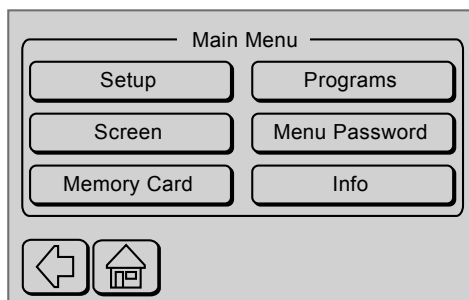 Main Menu
Setup
Programs
Screen
Menu Password
Memory Card
Info